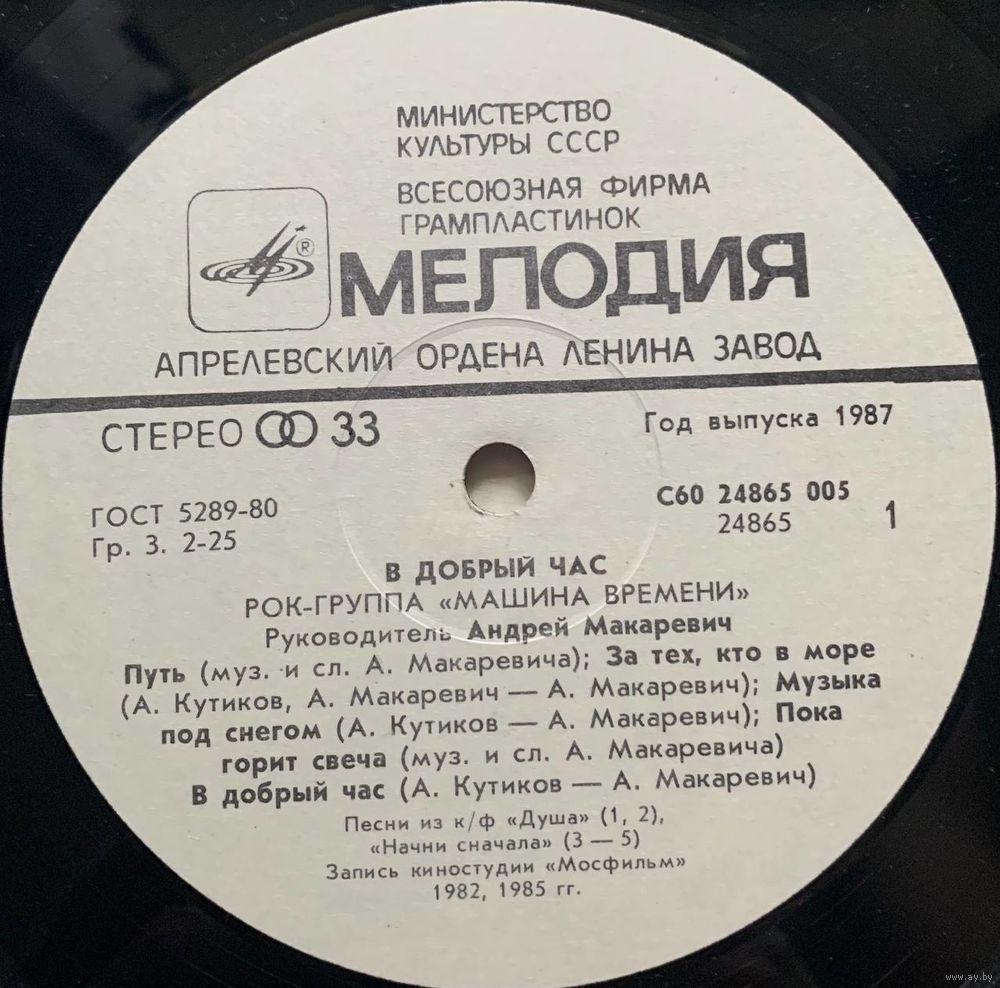 МИНИСТЕРСТВО
КУЛЬТУРЫ СССР
ВСЕСОЮЗНАЯ ФИРМА
ГРАМПЛАСТИНОК
®
МЕЛОДИЯ
АПРЕЛЕВСКИЙ ОРДЕНА ЛЕНИНА ЗАВОД
СТЕРЕО 33
Год выпуска 1987
ГОСТ 5289-80
Гр. 3. 2-25
С60 24865 005
24865
1
В ДОБРЫЙ ЧАС
РОК-ГРУППА «МАШИНА ВРЕМЕНИ»
Руководитель Андрей Макаревич
Путь (муз. и сл. А. Макаревича); За тех, кто в море
(А. Кутиков, А. Макаревич — А. Макаревич); Музыка
под снегом (А. Кутиков — А. Макаревич); Пока
горит свеча (муз. и сл. А. Макаревича)
В добрый час (А. Кутиков — А. Макаревич)
Песни из к/ф «Душа» (1, 2),
«Начни сначала» (3 — 5)
Запись киностудии «Мосфильм»
1982, 1985 гг.
www.ay.by